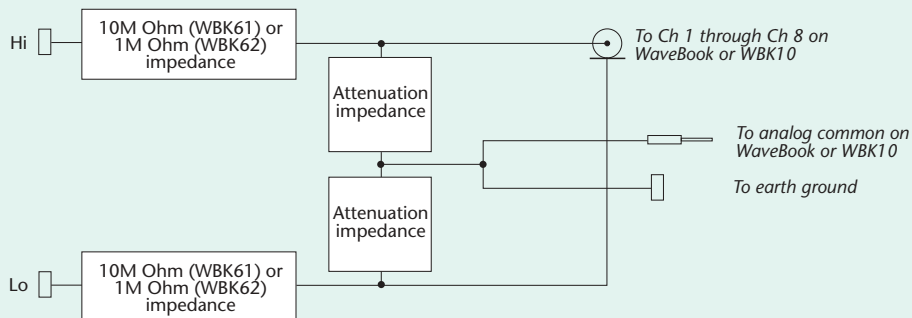 Hi
10M Ohm (WBK61) or
1M Ohm (WBK62)
impedance
To Ch 1 through Ch 8 on
WaveBook or WBK10
Attenuation
impedance
To analog common on
WaveBook or WBK10
To earth ground
Attenuation
impedance
Lo
10M Ohm (WBK61) or
1M Ohm (WBK62)
impedance